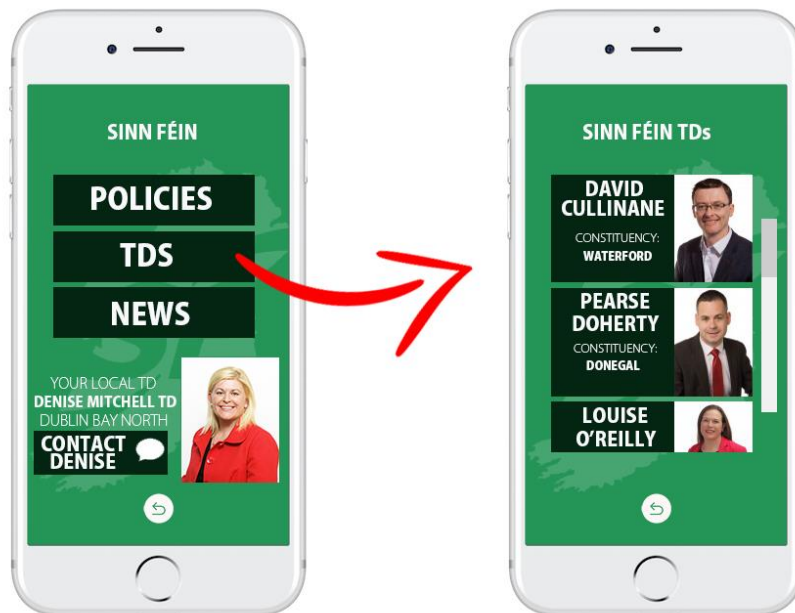 SINN FÉIN
POLICIES
TDS
NEWS
YOUR LOCAL TD
DENISE MITCHELL TD
DUBLIN BAY NORTH
CONTACT
DENISE
SINN FÉIN TDs
DAVID
CULLINANE
CONSTITUENCY:
WATERFORD
PEARSE
DOHERTY
CONSTITUENCY:
DONEGAL
LOUISE
O'REILLY